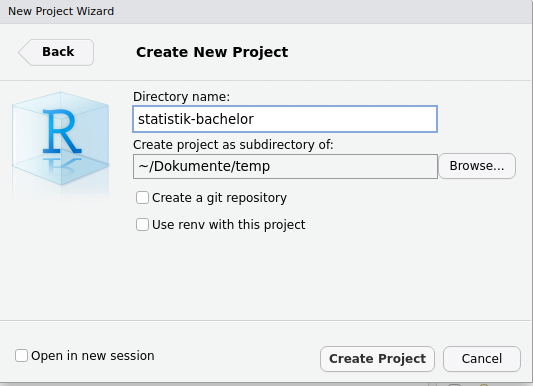 New Project Wizard
Back
Create New Project
R
Directory name:
statistik-bachelor
Create project as subdirectory of:
~/Dokumente/temp
Browse...
Create a git repository
Use renv with this project
Open in new session
Create Project
Cancel